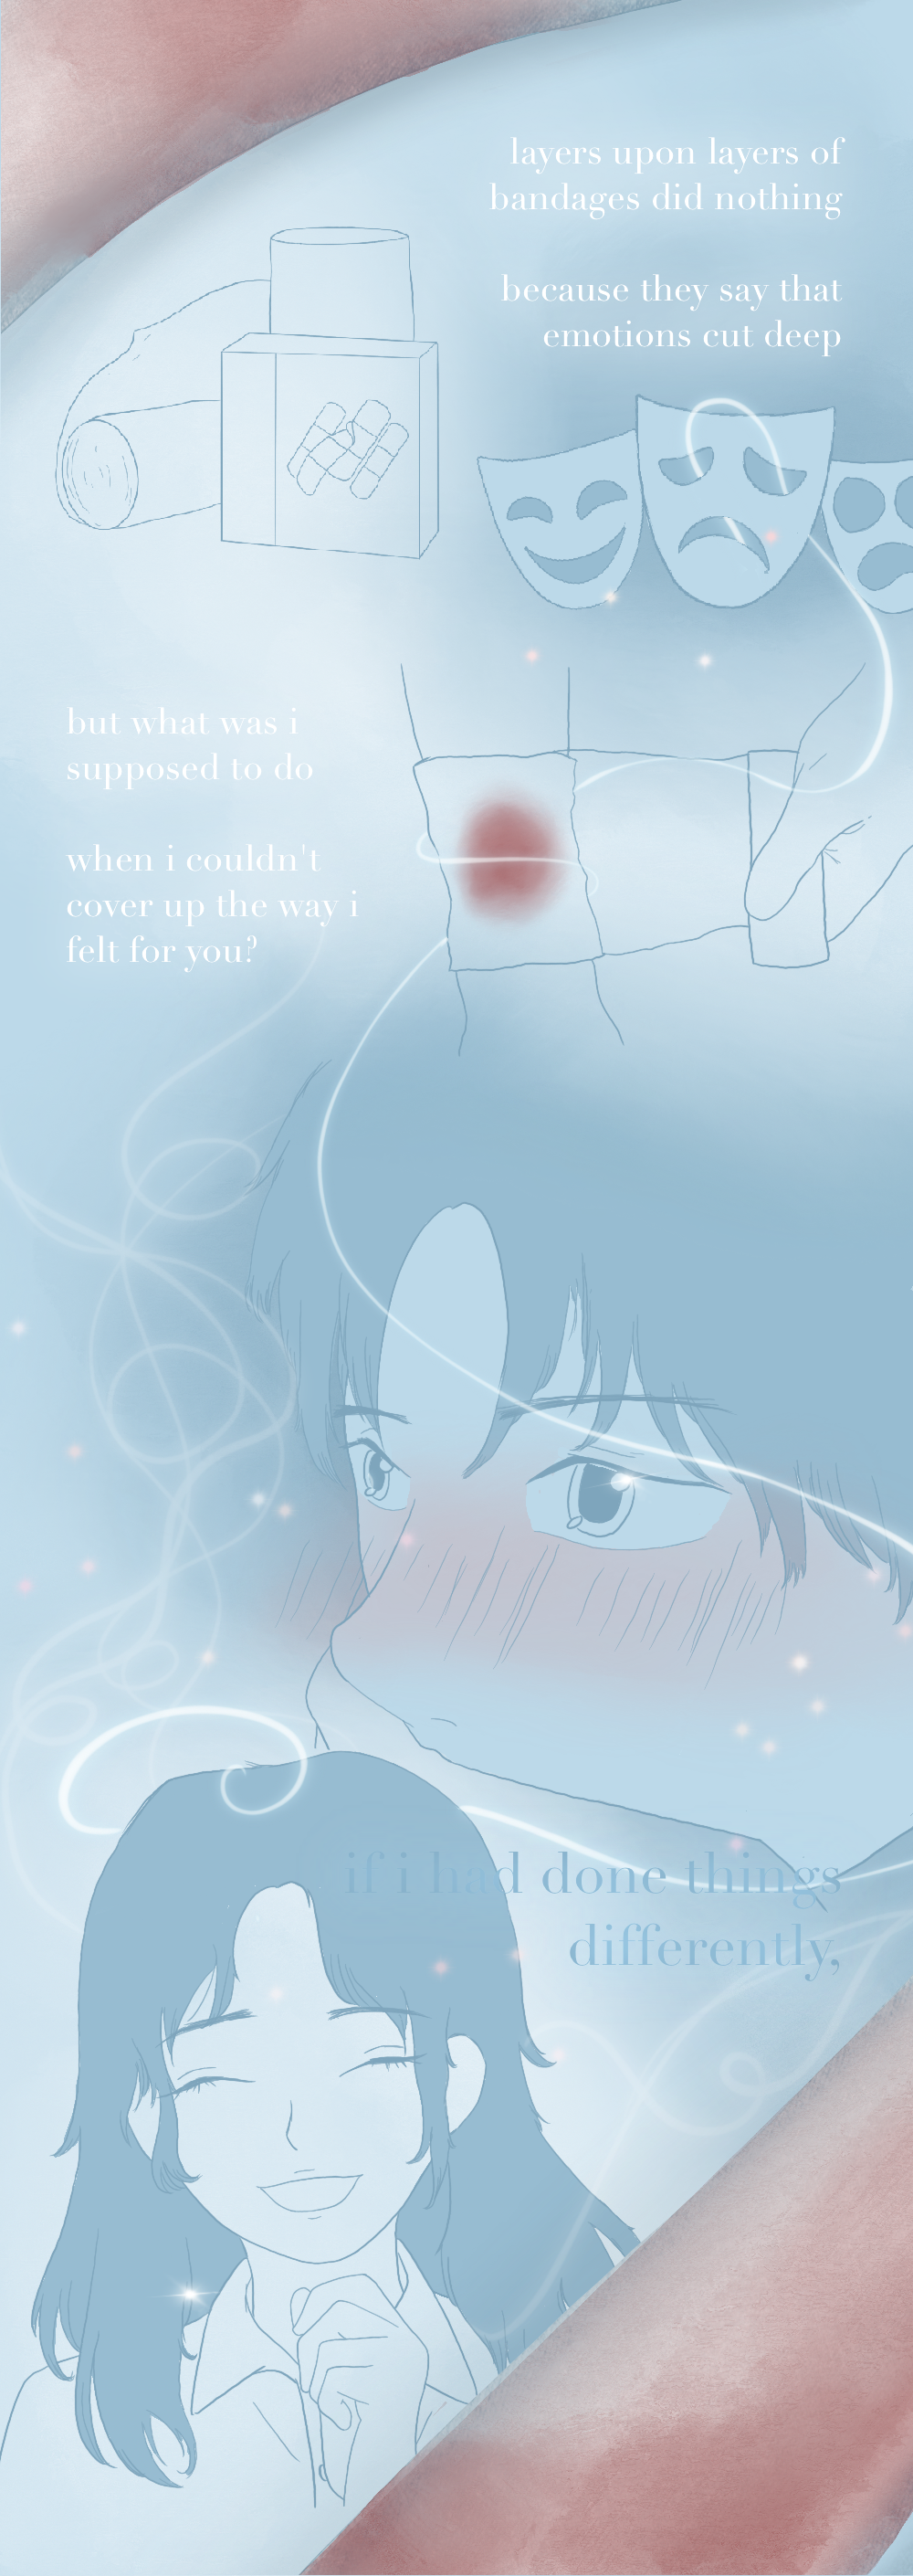 layers upon layers of
bandages did nothing
because they say that
emotions cut deep
but what was i
supposed to do
when i couldn't
cover up the way i
felt for you?
if i had done things
differently,